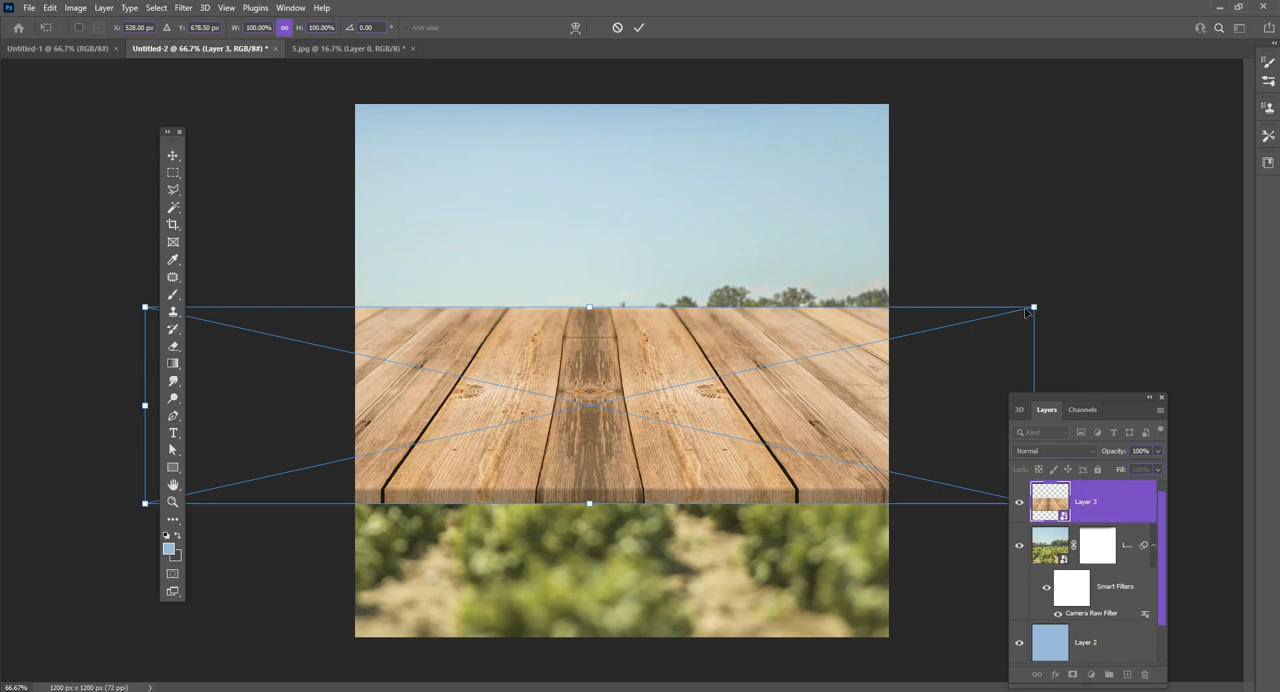 Ps File Edit Image Layer Type Select Filter 3D View Plugins Window Help
X: 528.00 px Y: 678.50 px W: 100.00% H: 100.00% 0.00 ° Anti-alias
Untitled-1 @ 66.7% (RGB/8#) × Untitled-2 @ 66.7% (Layer 3, RGB/8#) * × 5.jpg @ 16.7% (Layer 0, RGB/8) * ×
3D Layers Channels
Kind
Normal Opacity: 100%
Lock: Fill: 100%
Layer 3
L...
Smart Filters
Camera Raw Filter
Layer 2
fx
66.67% 1200 px x 1200 px (72 ppi)